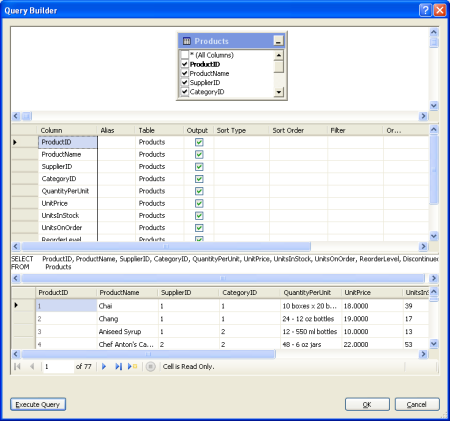 Query Builder
Products
* (All Columns)
ProductID
ProductName
SupplierID
CategoryID
Column Alias Table Output Sort Type Sort Order Filter Or...
ProductID Products
ProductName Products
SupplierID Products
CategoryID Products
QuantityPerUnit Products
UnitPrice Products
UnitsInStock Products
UnitsOnOrder Products
ReorderLevel Products
SELECT ProductID, ProductName, SupplierID, CategoryID, QuantityPerUnit, UnitPrice, UnitsInStock, UnitsOnOrder, ReorderLevel, Discontinued
FROM Products
ProductID ProductName SupplierID CategoryID QuantityPerUnit UnitPrice UnitsIn
1 Chai 1 1 10 boxes x 20 b... 18.0000 39
2 Chang 1 1 24 - 12 oz bottles 19.0000 17
3 Aniseed Syrup 1 2 12 - 550 ml bottles 10.0000 13
4 Chef Anton's Ca... 2 2 48 - 6 oz jars 22.0000 53
1 of 77 Cell is Read Only.
Execute Query OK Cancel